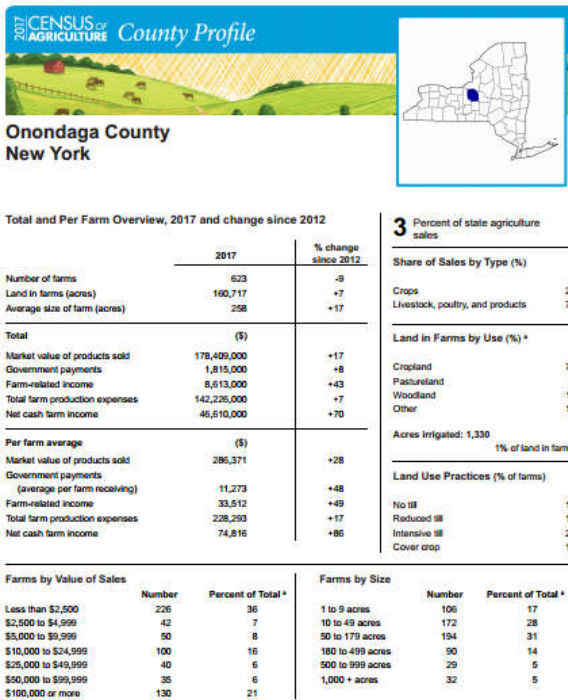 2017 CENSUS OF AGRICULTURE County Profile
Onondaga County
New York
Total and Per Farm Overview, 2017 and change since 2012
2017 % change since 2012
Number of farms 623 -9
Land in farms (acres) 160,717 +7
Average size of farm (acres) 258 +17
Total ($)
Market value of products sold 178,409,000 +17
Government payments 1,815,000 +8
Farm-related income 8,613,000 +43
Total farm production expenses 142,226,000 +7
Net cash farm income 46,610,000 +70
Per farm average ($)
Market value of products sold 286,371 +28
Government payments
(average per farm receiving) 11,273 +48
Farm-related income 33,512 +49
Total farm production expenses 228,293 +17
Net cash farm income 74,816 +86
3 Percent of state agriculture
sales
Share of Sales by Type (%)
Crops
Livestock, poultry, and products
Land in Farms by Use (%) a
Cropland
Pastureland
Woodland
Other
Acres irrigated: 1,330
1% of land in farm
Land Use Practices (% of farms)
No till
Reduced till
Intensive till
Cover crop
Farms by Value of Sales
Number Percent of Total a
Less than $2,500 226 36
$2,500 to $4,999 42 7
$5,000 to $9,999 50 8
$10,000 to $24,999 100 16
$25,000 to $49,999 40 6
$50,000 to $99,999 35 6
$100,000 or more 130 21
Farms by Size
Number Percent of Total a
1 to 9 acres 106 17
10 to 49 acres 172 28
50 to 179 acres 194 31
180 to 499 acres 90 14
500 to 999 acres 29 5
1,000 + acres 32 5